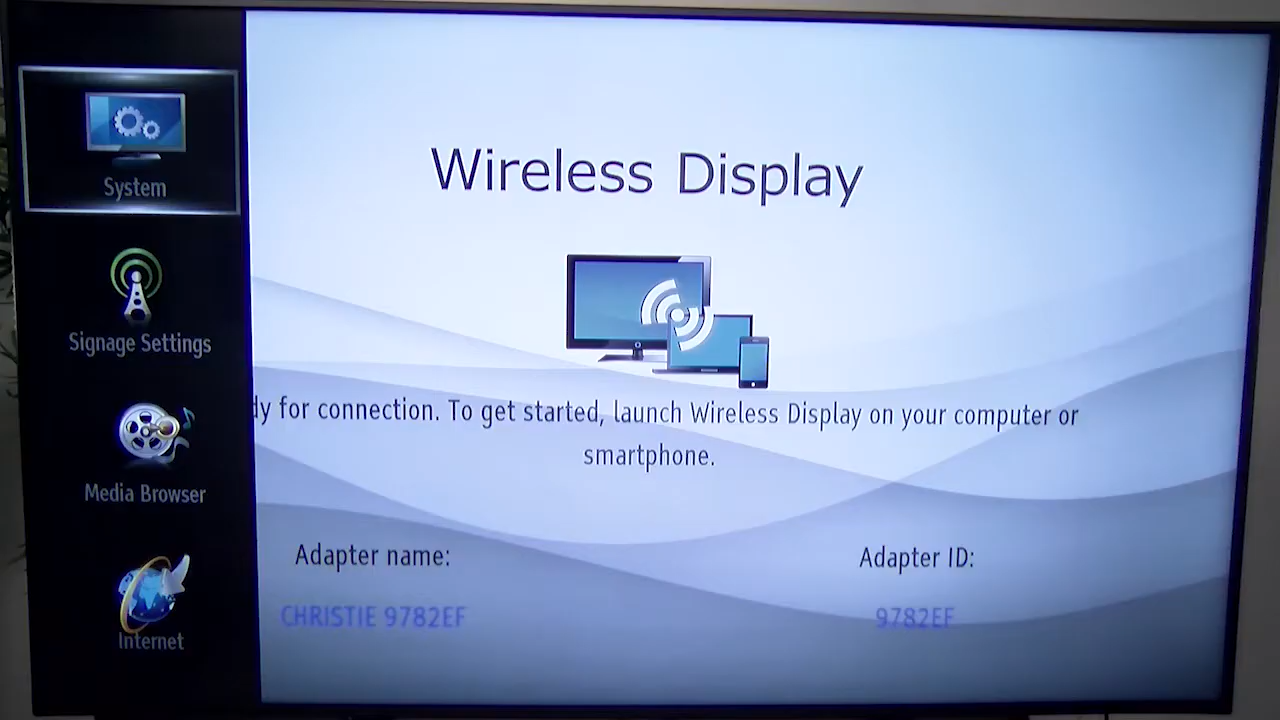 System
Signage Settings
Media Browser
Internet
Wireless Display
for connection. To get started, launch Wireless Display on your computer or
smartphone.
Adapter name:
Adapter ID:
CHRISTIE 9782EF
9782EF